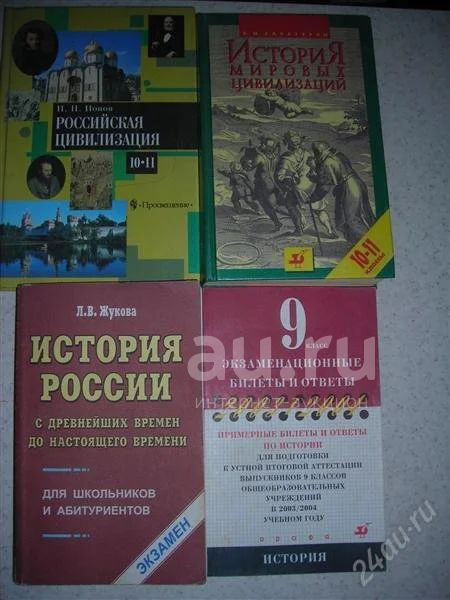 И. Н. Ионов
РОССИЙСКАЯ
ЦИВИЛИЗАЦИЯ
10-11
«Просвещение»
ИСТОРИЯ
МИРОВЫХ
ЦИВИЛИЗАЦИЙ
10-11
классы
Л.В. Жукова
ИСТОРИЯ
РОССИИ
С ДРЕВНЕЙШИХ ВРЕМЕН
ДО НАСТОЯЩЕГО ВРЕМЕНИ
ДЛЯ ШКОЛЬНИКОВ
И АБИТУРИЕНТОВ
ЭКЗАМЕН
9
КЛАСС
ЭКЗАМЕНАЦИОННЫЕ
БИЛЕТЫ И ОТВЕТЫ
ПРИМЕРНЫЕ БИЛЕТЫ И ОТВЕТЫ
ПО ИСТОРИИ
ДЛЯ ПОДГОТОВКИ
К УСТНОЙ ИТОГОВОЙ АТТЕСТАЦИИ
ВЫПУСКНИКОВ 9 КЛАССОВ
ОБЩЕОБРАЗОВАТЕЛЬНЫХ
УЧРЕЖДЕНИЙ
В 2003/2004
УЧЕБНОМ ГОДУ
дрофа
ИСТОРИЯ
au.ru
24au.ru